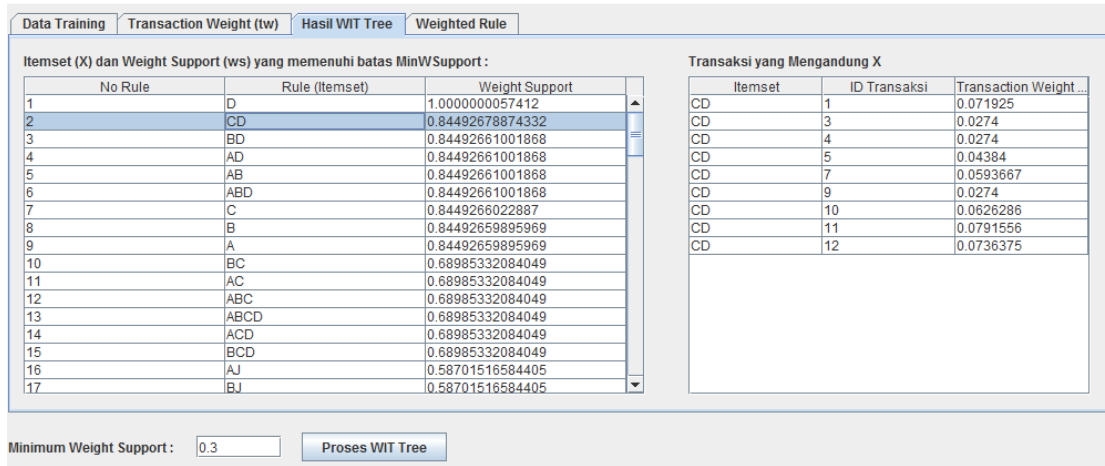 Data Training Transaction Weight (tw) Hasil WIT Tree Weighted Rule
Itemset (X) dan Weight Support (ws) yang memenuhi batas MinWSupport :
No Rule Rule (Itemset) Weight Support
1 D 1.0000000057412
2 CD 0.84492678874332
3 BD 0.84492661001868
4 AD 0.84492661001868
5 AB 0.84492661001868
6 ABD 0.84492661001868
7 C 0.8449266022887
8 B 0.84492659895969
9 A 0.84492659895969
10 BC 0.68985332084049
11 AC 0.68985332084049
12 ABC 0.68985332084049
13 ABCD 0.68985332084049
14 ACD 0.68985332084049
15 BCD 0.68985332084049
16 AJ 0.58701516584405
17 BJ 0.58701516584405
Transaksi yang Mengandung X
Itemset ID Transaksi Transaction Weight ...
CD 1 0.071925
CD 3 0.0274
CD 4 0.0274
CD 5 0.04384
CD 7 0.0593667
CD 9 0.0274
CD 10 0.0626286
CD 11 0.0791556
CD 12 0.0736375
Minimum Weight Support : 0.3 Proses WIT Tree